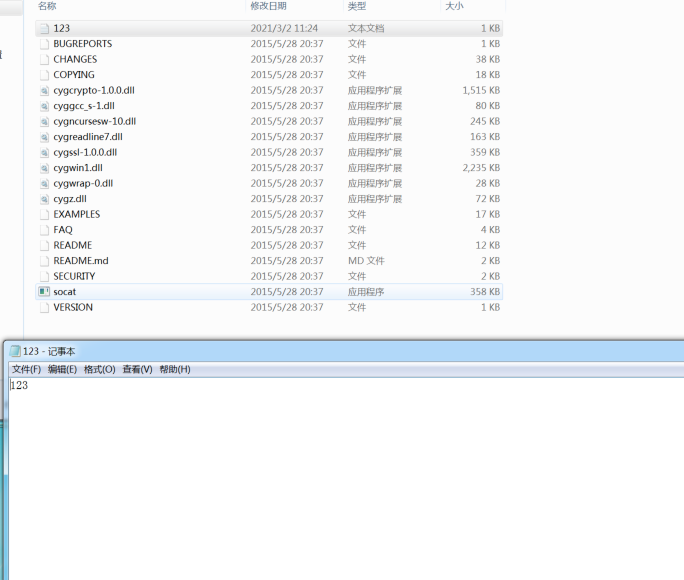 名称 修改日期 类型 大小
123 2021/3/2 11:24 文本文档 1 KB
BUGREPORTS 2015/5/28 20:37 文件 1 KB
CHANGES 2015/5/28 20:37 文件 38 KB
COPYING 2015/5/28 20:37 文件 18 KB
cygcrypto-1.0.0.dll 2015/5/28 20:37 应用程序扩展 1,515 KB
cyggcc_s-1.dll 2015/5/28 20:37 应用程序扩展 80 KB
cygncursesw-10.dll 2015/5/28 20:37 应用程序扩展 245 KB
cygreadline7.dll 2015/5/28 20:37 应用程序扩展 163 KB
cygssl-1.0.0.dll 2015/5/28 20:37 应用程序扩展 359 KB
cygwin1.dll 2015/5/28 20:37 应用程序扩展 2,235 KB
cygwrap-0.dll 2015/5/28 20:37 应用程序扩展 28 KB
cygz.dll 2015/5/28 20:37 应用程序扩展 72 KB
EXAMPLES 2015/5/28 20:37 文件 17 KB
FAQ 2015/5/28 20:37 文件 4 KB
README 2015/5/28 20:37 文件 12 KB
README.md 2015/5/28 20:37 MD 文件 2 KB
SECURITY 2015/5/28 20:37 文件 2 KB
socat 2015/5/28 20:37 应用程序 358 KB
VERSION 2015/5/28 20:37 文件 1 KB
123 - 记事本
文件(F) 编辑(E) 格式(O) 查看(V) 帮助(H)
123